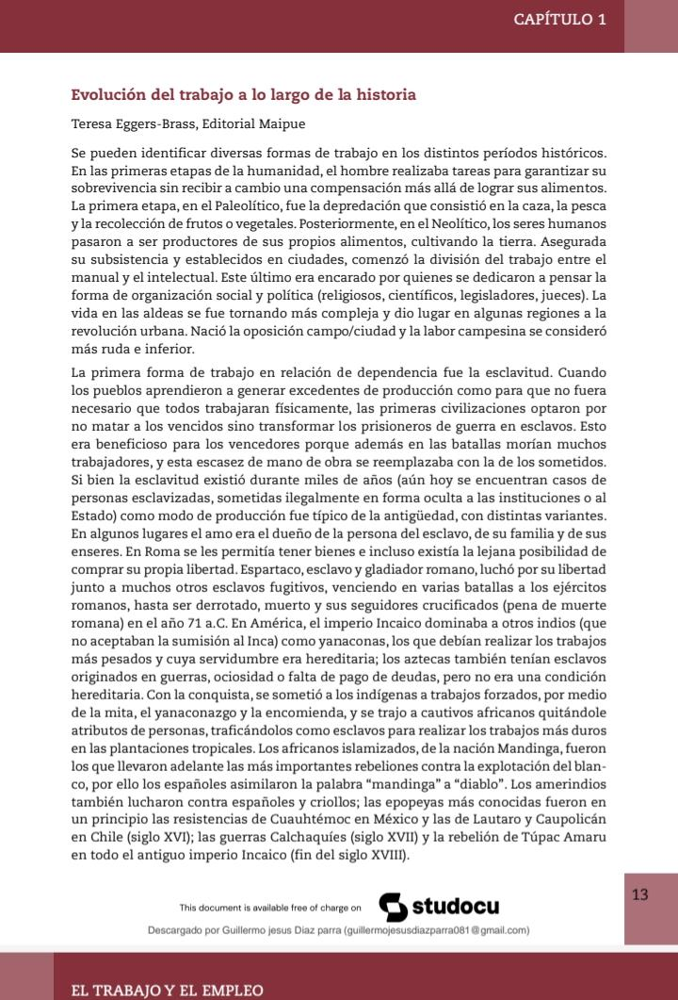 CAPÍTULO 1
Evolución del trabajo a lo largo de la historia
Teresa Eggers-Brass, Editorial Maipue
Se pueden identificar diversas formas de trabajo en los distintos períodos históricos.
En las primeras etapas de la humanidad, el hombre realizaba tareas para garantizar su
sobrevivencia sin recibir a cambio una compensación más allá de lograr sus alimentos.
La primera etapa, en el Paleolítico, fue la depredación que consistió en la caza, la pesca
y la recolección de frutos o vegetales. Posteriormente, en el Neolítico, los seres humanos
pasaron a ser productores de sus propios alimentos, cultivando la tierra. Asegurada
su subsistencia y establecidos en ciudades, comenzó la división del trabajo entre el
manual y el intelectual. Este último era encarado por quienes se dedicaron a pensar la
forma de organización social y política (religiosos, científicos, legisladores, jueces). La
vida en las aldeas se fue tornando más compleja y dio lugar en algunas regiones a la
revolución urbana. Nació la oposición campo/ciudad y la labor campesina se consideró
más ruda e inferior.
La primera forma de trabajo en relación de dependencia fue la esclavitud. Cuando
los pueblos aprendieron a generar excedentes de producción como para que no fuera
necesario que todos trabajaran físicamente, las primeras civilizaciones optaron por
no matar a los vencidos sino transformar los prisioneros de guerra en esclavos. Esto
era beneficioso para los vencedores porque además en las batallas morían muchos
trabajadores, y esta escasez de mano de obra se reemplazaba con la de los sometidos.
Si bien la esclavitud existió durante miles de años (aún hoy se encuentran casos de
personas esclavizadas, sometidas ilegalmente en forma oculta a las instituciones o al
Estado) como modo de producción fue típico de la antigüedad, con distintas variantes.
En algunos lugares el amo era el dueño de la persona del esclavo, de su familia y de sus
enseres. En Roma se les permitía tener bienes e incluso existía la lejana posibilidad de
comprar su propia libertad. Espartaco, esclavo y gladiador romano, luchó por su libertad
junto a muchos otros esclavos fugitivos, venciendo en varias batallas a los ejércitos
romanos, hasta ser derrotado, muerto y sus seguidores crucificados (pena de muerte
romana) en el año 71 a.C. En América, el imperio Incaico dominaba a otros indios (que
no aceptaban la sumisión al Inca) como yanaconas, los que debían realizar los trabajos
más pesados y cuya servidumbre era hereditaria; los aztecas también tenían esclavos
originados en guerras, ociosidad o falta de pago de deudas, pero no era una condición
hereditaria. Con la conquista, se sometió a los indígenas a trabajos forzados, por medio
de la mita, el yanaconazgo y la encomienda, y se trajo a cautivos africanos quitándole
atributos de personas, traficándolos como esclavos para realizar los trabajos más duros
en las plantaciones tropicales. Los africanos islamizados, de la nación Mandinga, fueron
los que llevaron adelante las más importantes rebeliones contra la explotación del blan-
co, por ello los españoles asimilaron la palabra “mandinga” a “diablo”. Los amerindios
también lucharon contra españoles y criollos; las epopeyas más conocidas fueron en
un principio las resistencias de Cuauhtémoc en México y las de Lautaro y Caupolicán
en Chile (siglo XVI); las guerras Calchaquíes (siglo XVII) y la rebelión de Túpac Amaru
en todo el antiguo imperio Incaico (fin del siglo XVIII).
13
This document is available free of charge on studocu
Descargado por Guillermo jesus Diaz parra (guillermojesusdiazparra081@gmail.com)
EL TRABAJO Y EL EMPLEO